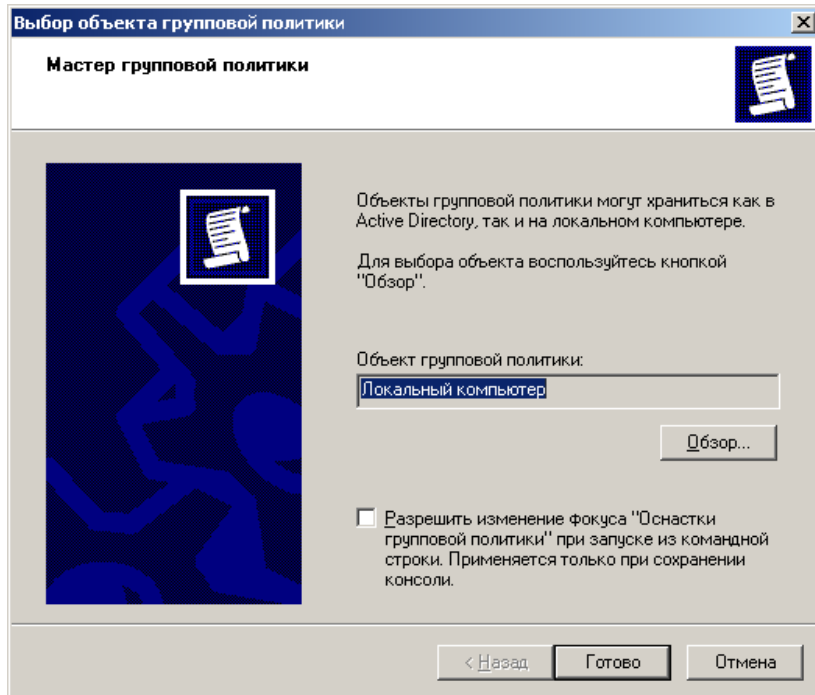 Выбор объекта групповой политики
Мастер групповой политики
Объекты групповой политики могут храниться как в
Active Directory, так и на локальном компьютере.
Для выбора объекта воспользуйтесь кнопкой
"Обзор".
Объект групповой политики:
Локальный компьютер
Обзор...
Разрешить изменение фокуса "Оснастки
групповой политики" при запуске из командной
строки. Применяется только при сохранении
консоли.
< Назад
Готово
Отмена